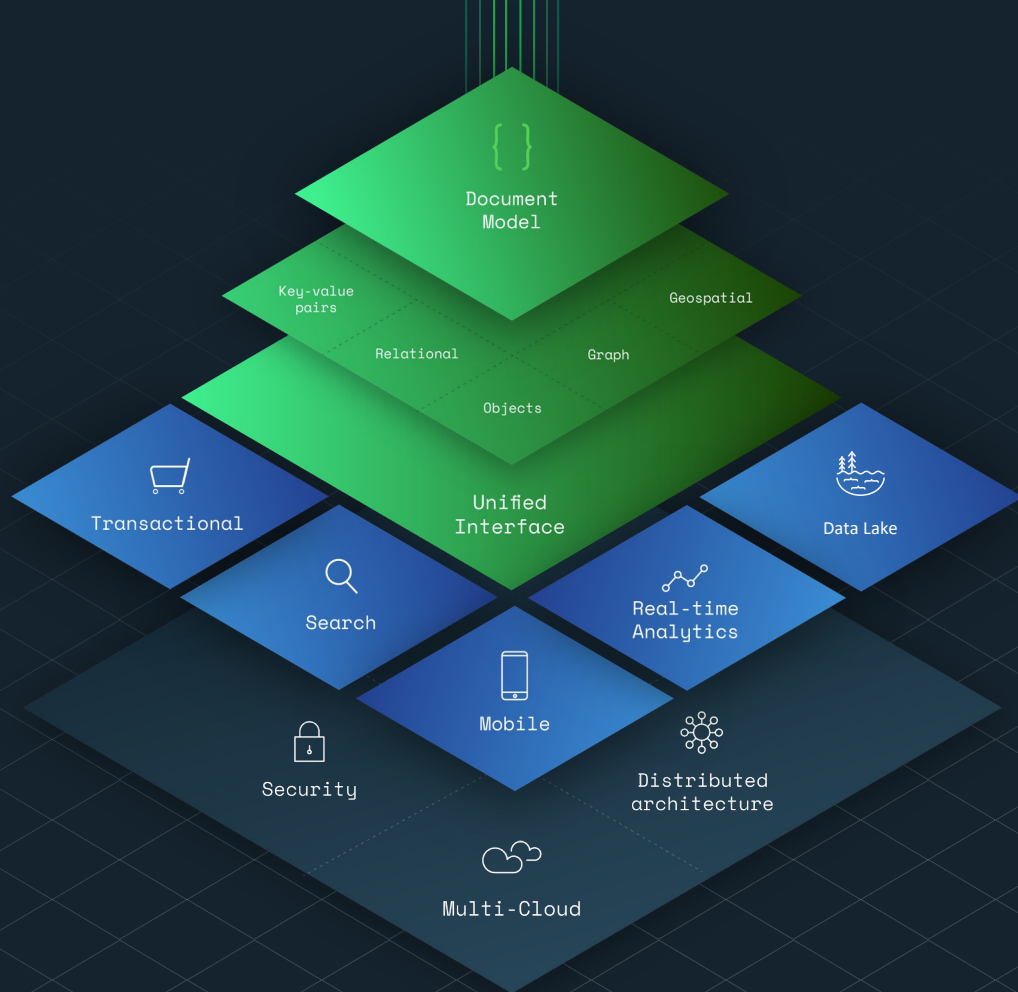 { }
Document
Model
Key-value
pairs
Geospatial
Relational
Graph
Objects
Unified
Interface
Transactional
Data Lake
Search
Real-time
Analytics
Mobile
Security
Distributed
architecture
Multi-Cloud